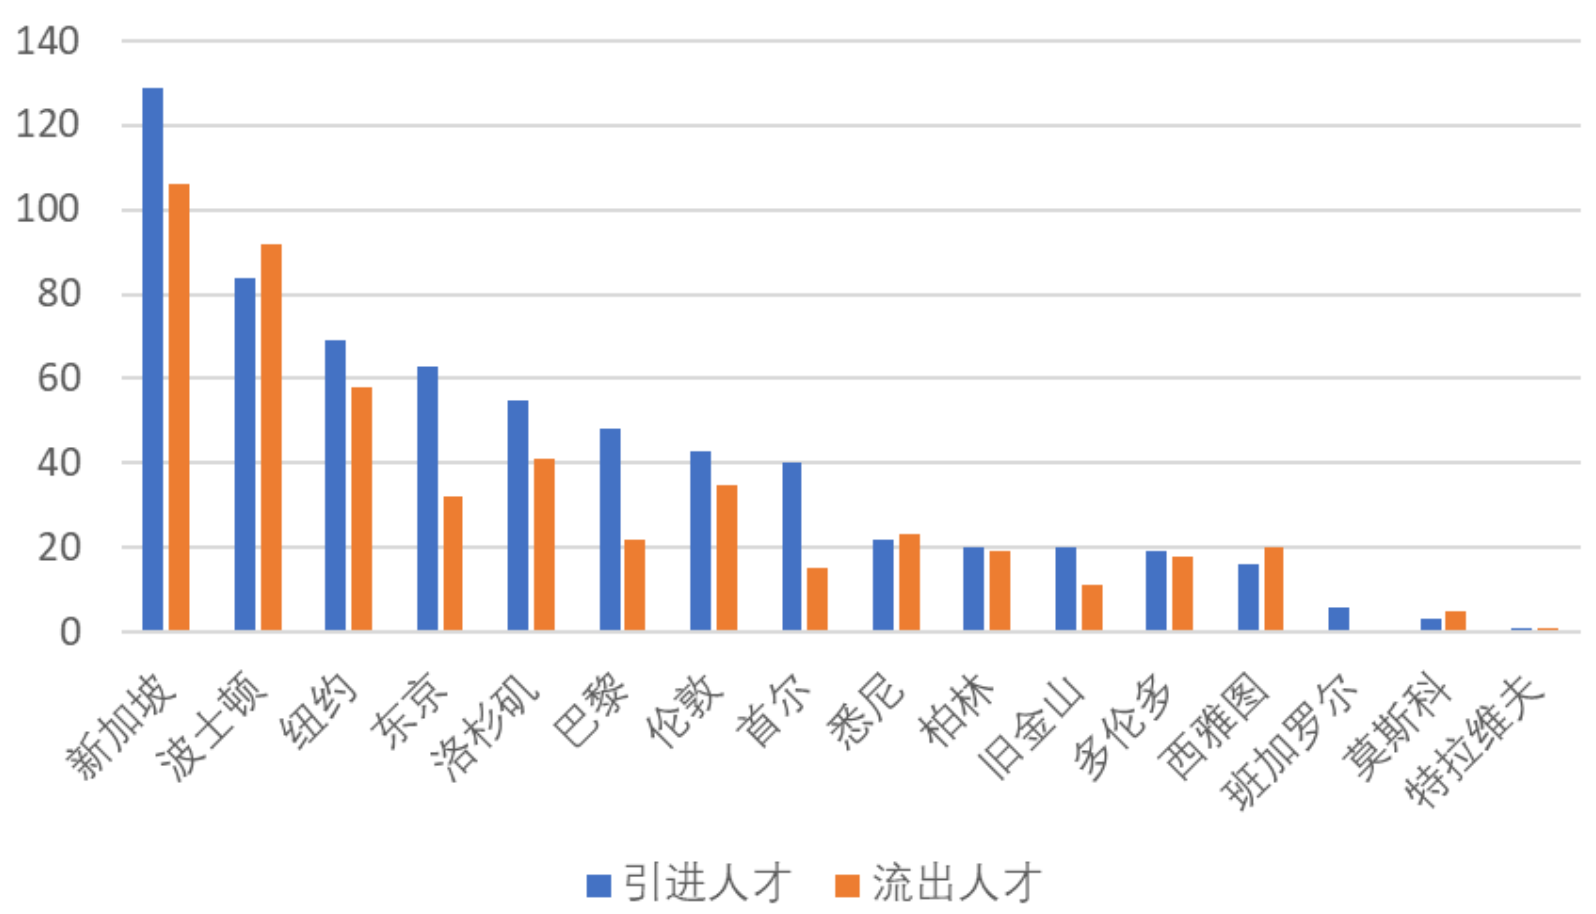 140
120
100
80
60
40
20
0
新加坡
波士顿
纽约
东京
洛杉矶
巴黎
伦敦
首尔
悉尼
柏林
旧金山
多伦多
西雅图
班加罗尔
莫斯科
特拉维夫
引进人才 流出人才